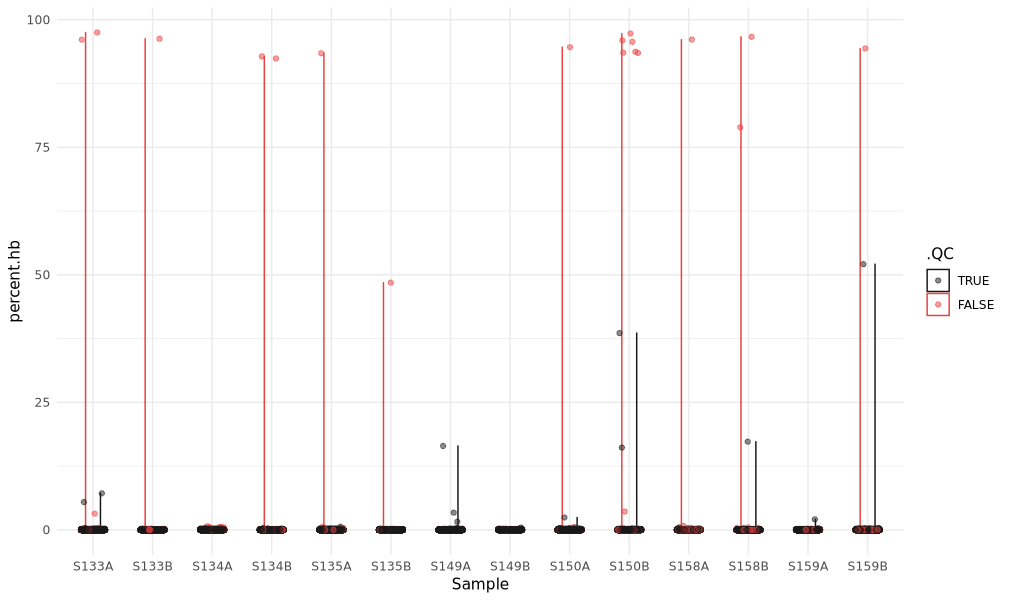 100
75
50
25
0
percent.hb
S133A S133B S134A S134B S135A S135B S149A S149B S150A S150B S158A S158B S159A S159B
Sample
.QC
TRUE
FALSE